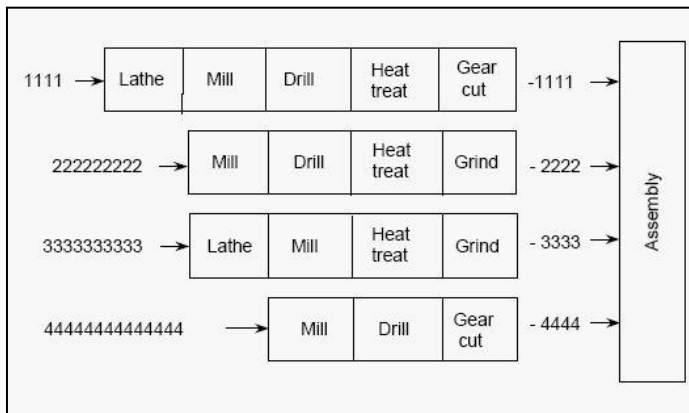 1111 Lathe Mill Drill Heat treat Gear cut -1111
222222222 Mill Drill Heat treat Grind - 2222
3333333333 Lathe Mill Heat treat Grind - 3333
44444444444444 Mill Drill Gear cut - 4444
Assembly